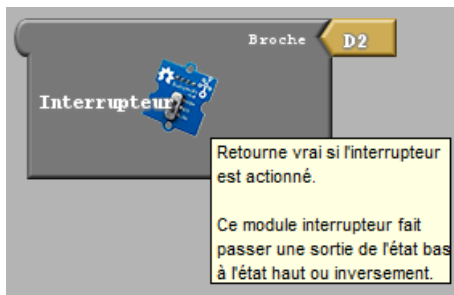 Broche D2
Interrupteur
Retourne vrai si l'interrupteur
est actionné.
Ce module interrupteur fait
passer une sortie de l'état bas
à l'état haut ou inversement.